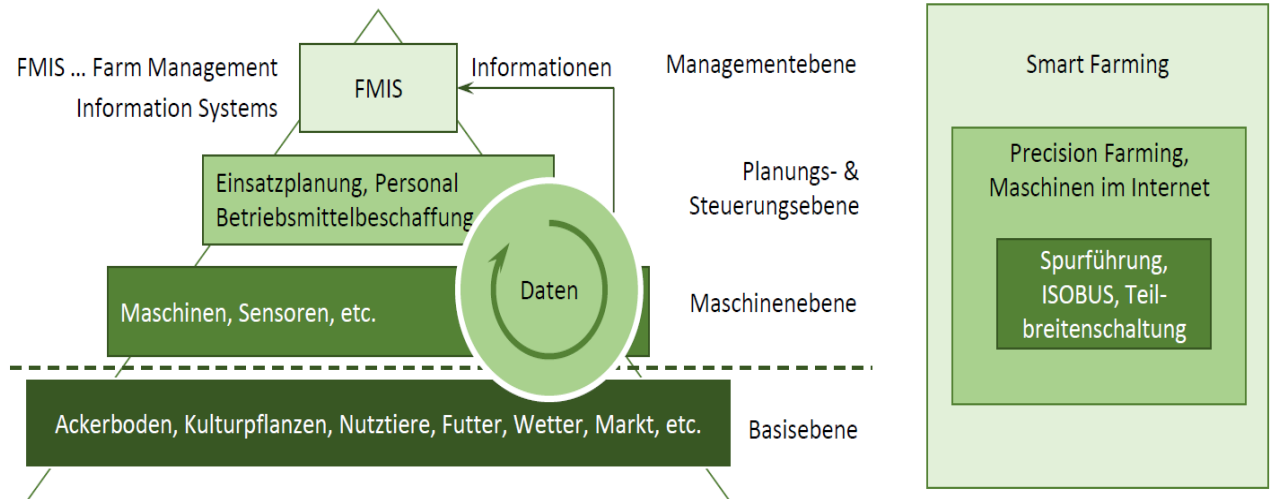 FMIS ... Farm Management
Information Systems
FMIS
Informationen
Managementebene
Einsatzplanung, Personal
Betriebsmittelbeschaffung
Planungs- &
Steuerungsebene
Maschinen, Sensoren, etc.
Daten
Maschinenebene
Ackerboden, Kulturpflanzen, Nutztiere, Futter, Wetter, Markt, etc.
Basisebene
Smart Farming
Precision Farming,
Maschinen im Internet
Spurführung,
ISOBUS, Teil-
breitenschaltung